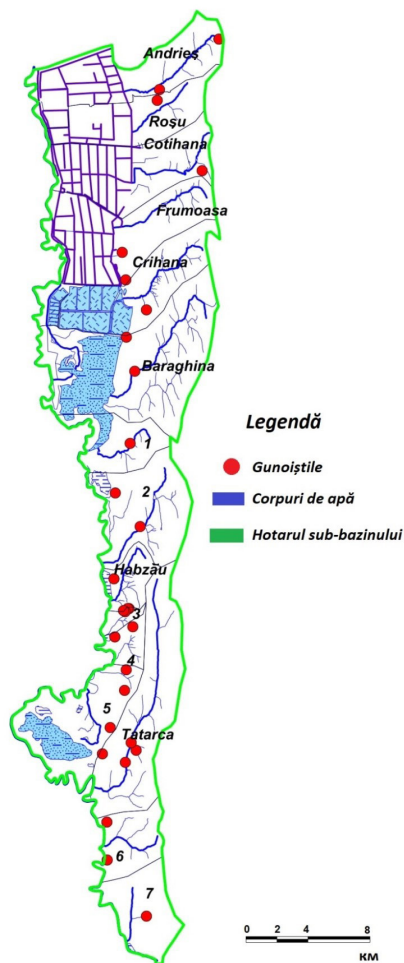 Andrieș
Roșu
Cotihana
Frumoasa
Crihana
Baraghina
1
2
Habzău
3
4
5
Tatarca
6
7
Legendă
Gunoiștile
Corpuri de apă
Hotarul sub-bazinului
0 2 4 8
км